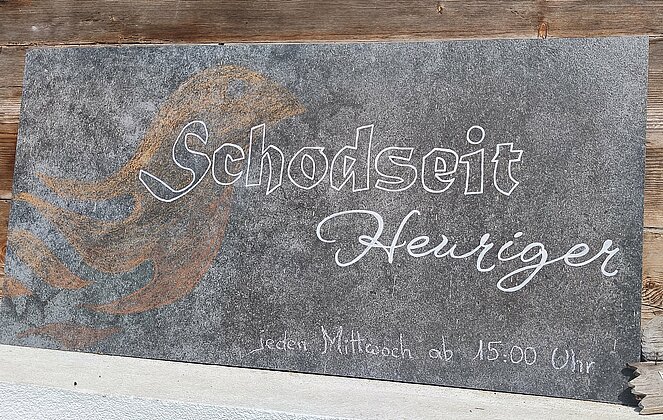 Schodseit
Heuriger
jeden Mittwoch ab 15:00 Uhr !